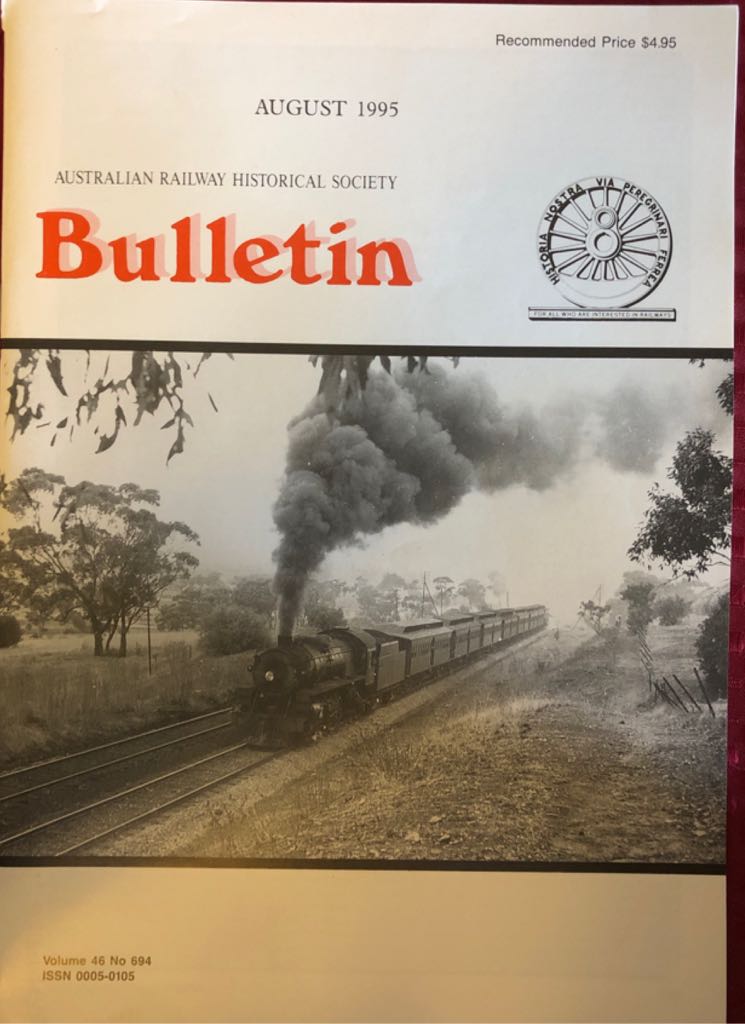 Recommended Price $4.95
AUGUST 1995
AUSTRALIAN RAILWAY HISTORICAL SOCIETY
Bulletin
HISTORIA NOSTRA VIA PEREGRINARI FERREA
FOR ALL WHO ARE INTERESTED IN RAILWAYS
Volume 46 No 694
ISSN 0005-0105